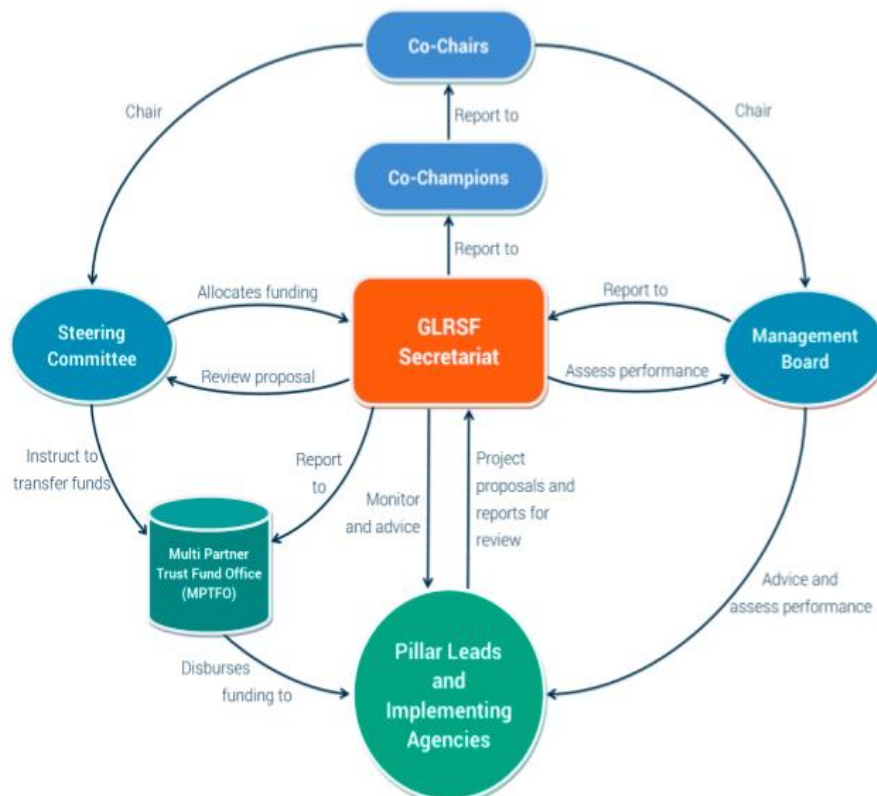 Co-Chairs
Chair
Chair
Report to
Co-Champions
Report to
Allocates funding
Report to
Steering
Committee
GLRSF
Secretariat
Management
Board
Review proposal
Assess performance
Instruct to
transfer funds
Report
to
Monitor
and advice
Project
proposals and
reports for
review
Multi Partner
Trust Fund Office
(MPTFO)
Advice and
assess performance
Disburses
funding to
Pillar Leads
and
Implementing
Agencies